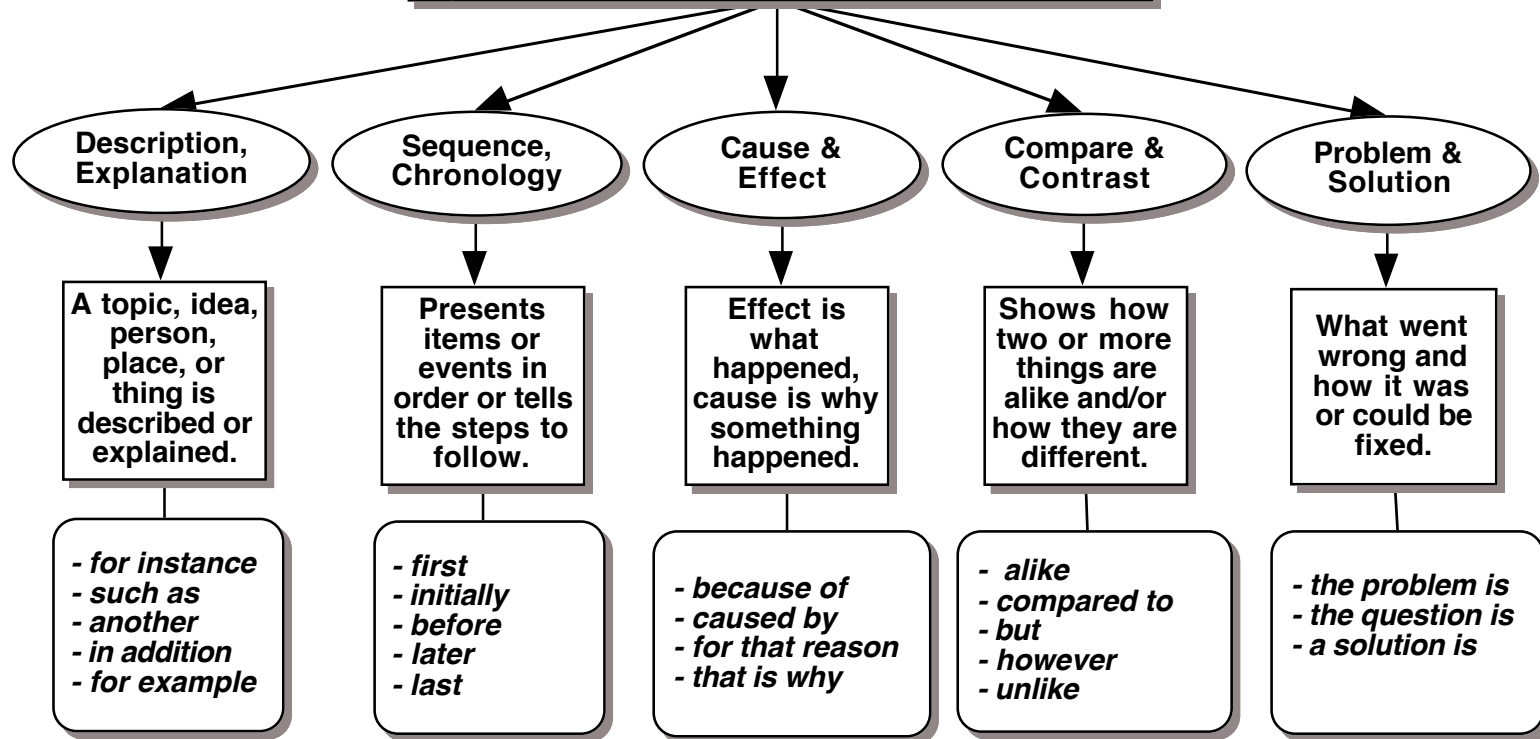 Description,
Explanation
Sequence,
Chronology
Cause &
Effect
Compare &
Contrast
Problem &
Solution
A topic, idea,
person,
place, or
thing is
described or
explained.
Presents
items or
events in
order or tells
the steps to
follow.
Effect is
what
happened,
cause is why
something
happened.
Shows how
two or more
things are
alike and/or
how they are
different.
What went
wrong and
how it was
or could be
fixed.
- for instance
- such as
- another
- in addition
- for example
- first
- initially
- before
- later
- last
- because of
- caused by
- for that reason
- that is why
- alike
- compared to
- but
- however
- unlike
- the problem is
- the question is
- a solution is